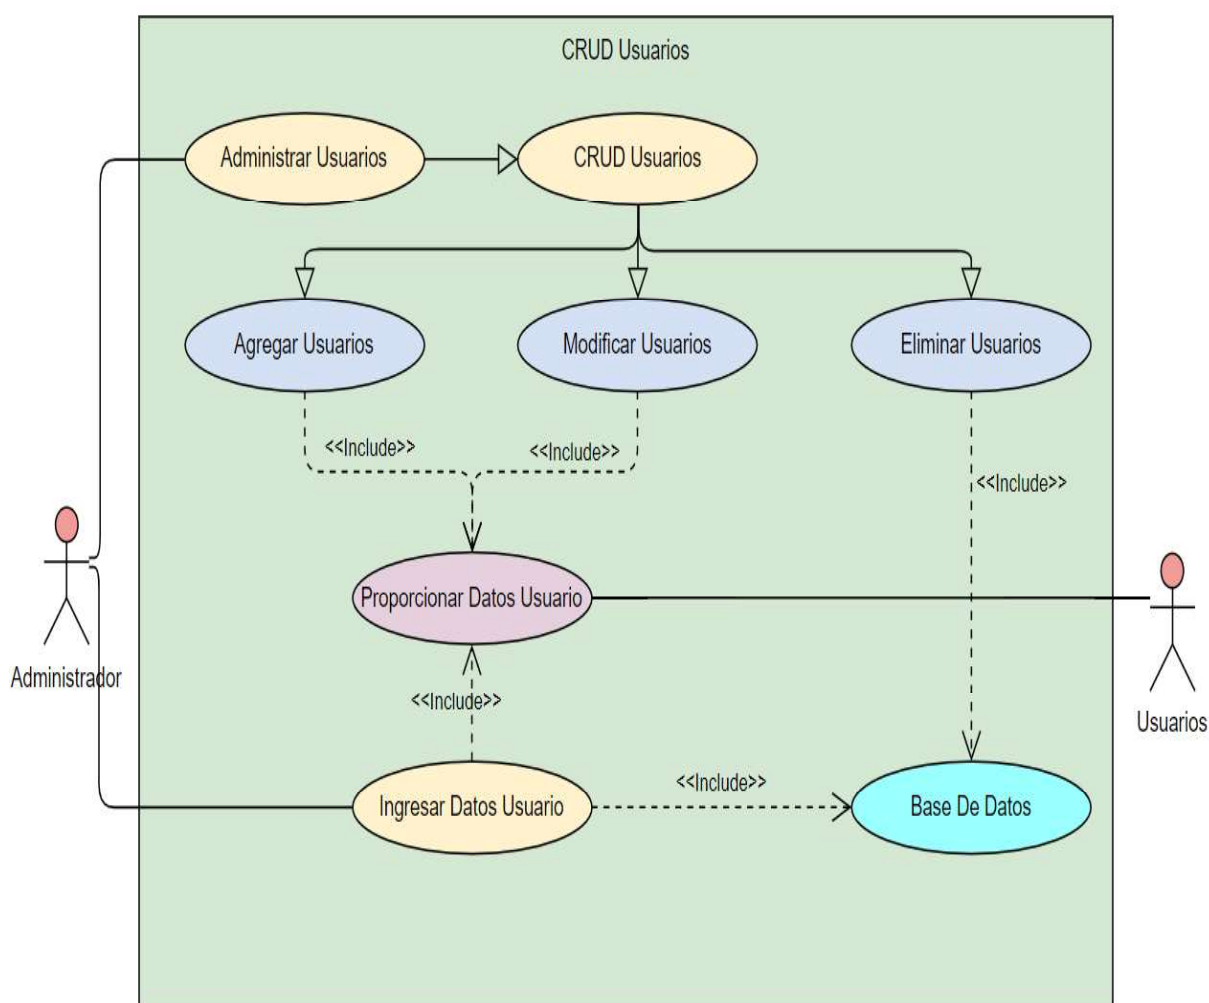 CRUD Usuarios
Administrar Usuarios
CRUD Usuarios
Agregar Usuarios
Modificar Usuarios
Eliminar Usuarios
<<Include>>
<<Include>>
<<Include>>
Proporcionar Datos Usuario
Administrador
<<Include>>
Usuarios
<<Include>>
Ingresar Datos Usuario
Base De Datos